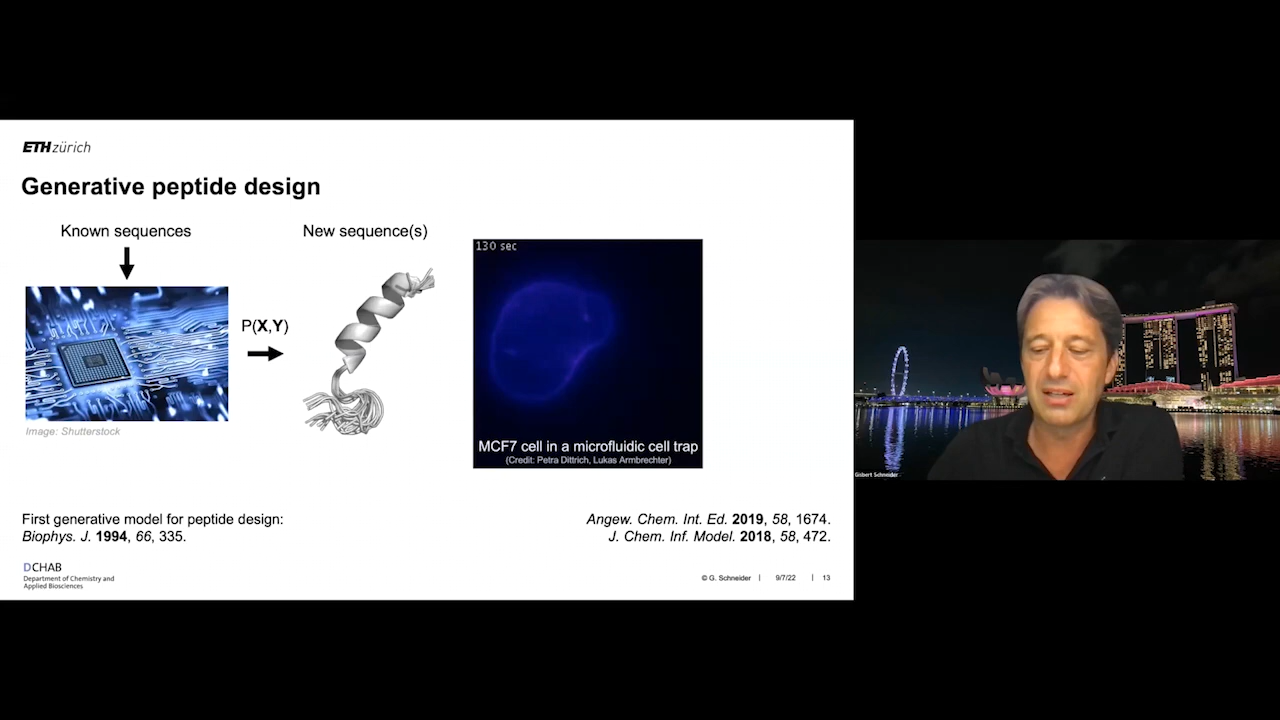 ETH zürich
Generative peptide design
Known sequences
New sequence(s)
P(X,Y)
Image: Shutterstock
130 sec
MCF7 cell in a microfluidic cell trap
(Credit: Petra Dittrich, Lukas Armbrechter)
First generative model for peptide design:
Biophys. J. 1994, 66, 335.
Angew. Chem. Int. Ed. 2019, 58, 1674.
J. Chem. Inf. Model. 2018, 58, 472.
DCHAB
Department of Chemistry and
Applied Biosciences
© G. Schneider | 9/7/22 | 13
Gisbert Schneider